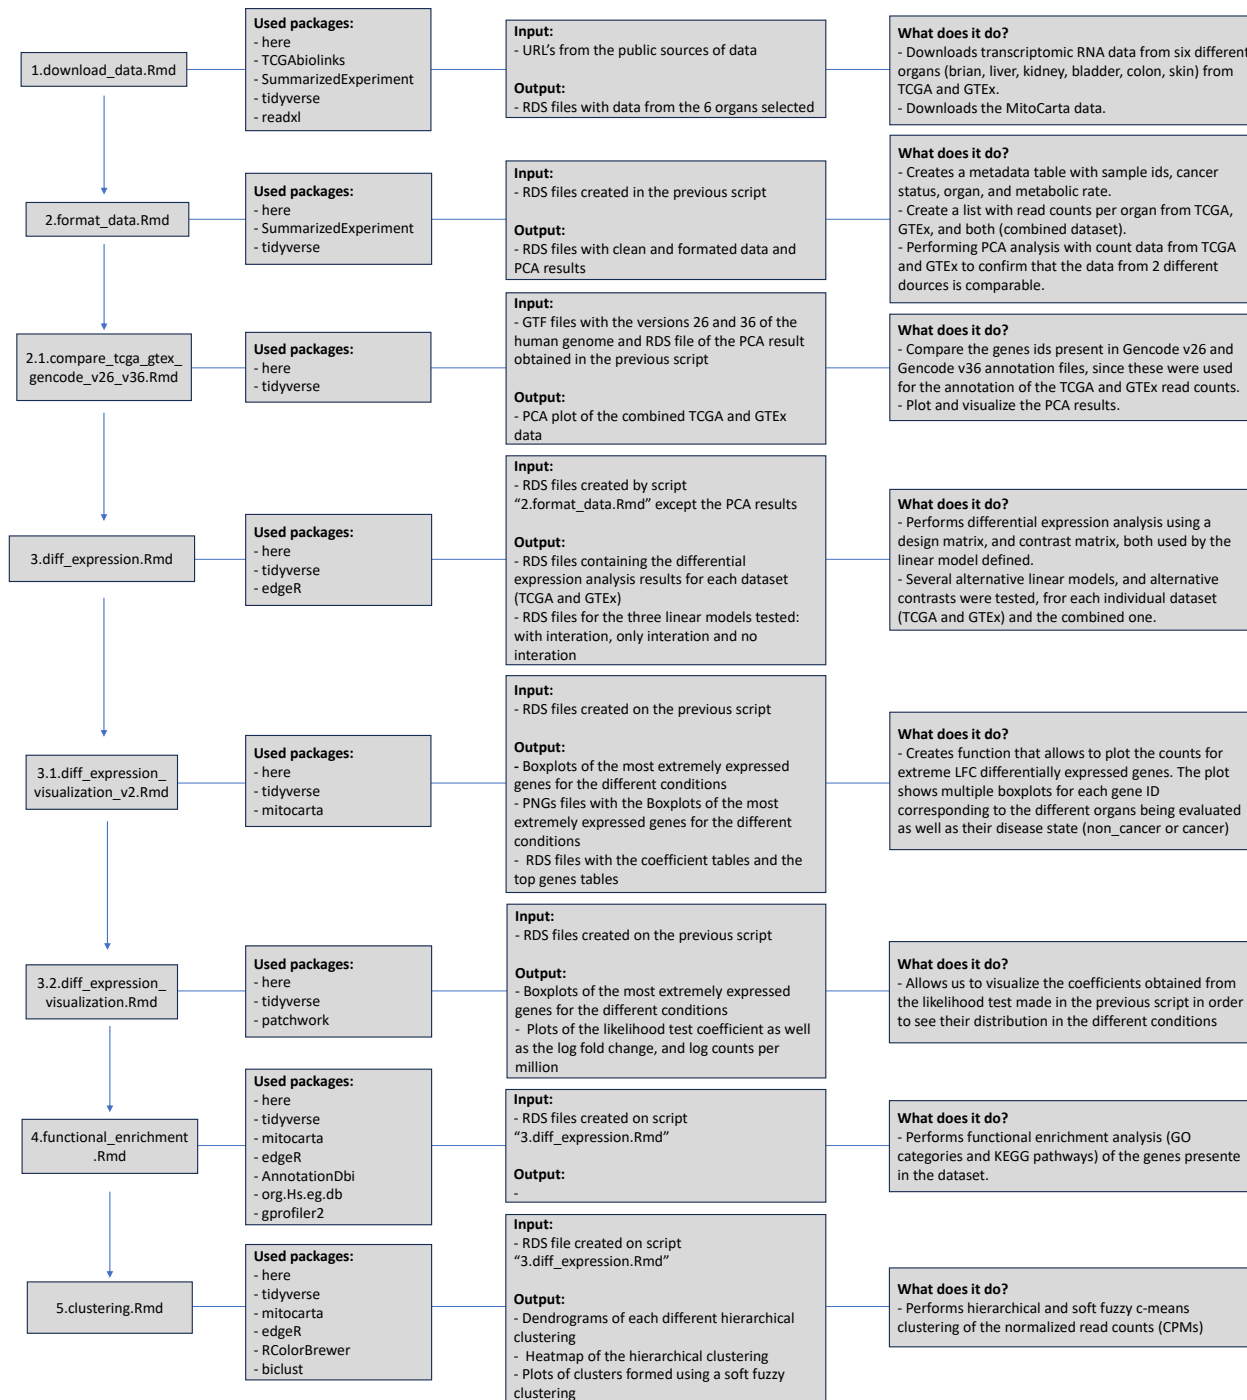 1.download_data.Rmd
Used packages:
- here
- TCGAbiolinks
- SummarizedExperiment
- tidyverse
- readxl
Input:
- URL's from the public sources of data
Output:
- RDS files with data from the 6 organs selected
What does it do?
- Downloads transcriptomic RNA data from six different
organs (brian, liver, kidney, bladder, colon, skin) from
TCGA and GTEx.
- Downloads the MitoCarta data.
2.format_data.Rmd
Used packages:
- here
- SummarizedExperiment
- tidyverse
Input:
- RDS files created in the previous script
Output:
- RDS files with clean and formated data and
PCA results
What does it do?
- Creates a metadata table with sample ids, cancer
status, organ, and metabolic rate.
- Create a list with read counts per organ from TCGA,
GTEx, and both (combined dataset).
- Performing PCA analysis with count data from TCGA
and GTEx to confirm that the data from 2 different
dources is comparable.
2.1.compare_tcga_gtex_
gencode_v26_v36.Rmd
Used packages:
- here
- tidyverse
Input:
- GTF files with the versions 26 and 36 of the
human genome and RDS file of the PCA result
obtained in the previous script
Output:
- PCA plot of the combined TCGA and GTEx
data
What does it do?
- Compare the genes ids present in Gencode v26 and
Gencode v36 annotation files, since these were used
for the annotation of the TCGA and GTEx read counts.
- Plot and visualize the PCA results.
3.diff_expression.Rmd
Used packages:
- here
- tidyverse
- edgeR
Input:
- RDS files created by script
“2.format_data.Rmd” except the PCA results
Output:
- RDS files containing the differential
expression analysis results for each dataset
(TCGA and GTEx)
- RDS files for the three linear models tested:
with interation, only interation and no
interation
What does it do?
- Performs differential expression analysis using a
design matrix, and contrast matrix, both used by the
linear model defined.
- Several alternative linear models, and alternative
contrasts were tested, fror each individual dataset
(TCGA and GTEx) and the combined one.
3.1.diff_expression_
visualization_v2.Rmd
Used packages:
- here
- tidyverse
- mitocarta
Input:
- RDS files created on the previous script
Output:
- Boxplots of the most extremely expressed
genes for the different conditions
- PNGs files with the Boxplots of the most
extremely expressed genes for the different
conditions
- RDS files with the coefficient tables and the
top genes tables
What does it do?
- Creates function that allows to plot the counts for
extreme LFC differentially expressed genes. The plot
shows multiple boxplots for each gene ID
corresponding to the different organs being evaluated
as well as their disease state (non_cancer or cancer)
3.2.diff_expression_
visualization.Rmd
Used packages:
- here
- tidyverse
- patchwork
Input:
- RDS files created on the previous script
Output:
- Boxplots of the most extremely expressed
genes for the different conditions
- Plots of the likelihood test coefficient as well
as the log fold change, and log counts per
million
What does it do?
- Allows us to visualize the coefficients obtained from
the likelihood test made in the previous script in order
to see their distribution in the different conditions
4.functional_enrichment
.Rmd
Used packages:
- here
- tidyverse
- mitocarta
- edgeR
- AnnotationDbi
- org.Hs.eg.db
- gprofiler2
Input:
- RDS files created on script
“3.diff_expression.Rmd”
Output:
-
What does it do?
- Performs functional enrichment analysis (GO
categories and KEGG pathways) of the genes presente
in the dataset.
5.clustering.Rmd
Used packages:
- here
- tidyverse
- mitocarta
- edgeR
- RColorBrewer
- biclust
Input:
- RDS file created on script
“3.diff_expression.Rmd”
Output:
- Dendrograms of each different hierarchical
clustering
- Heatmap of the hierarchical clustering
- Plots of clusters formed using a soft fuzzy
clustering
What does it do?
- Performs hierarchical and soft fuzzy c-means
clustering of the normalized read counts (CPMs)